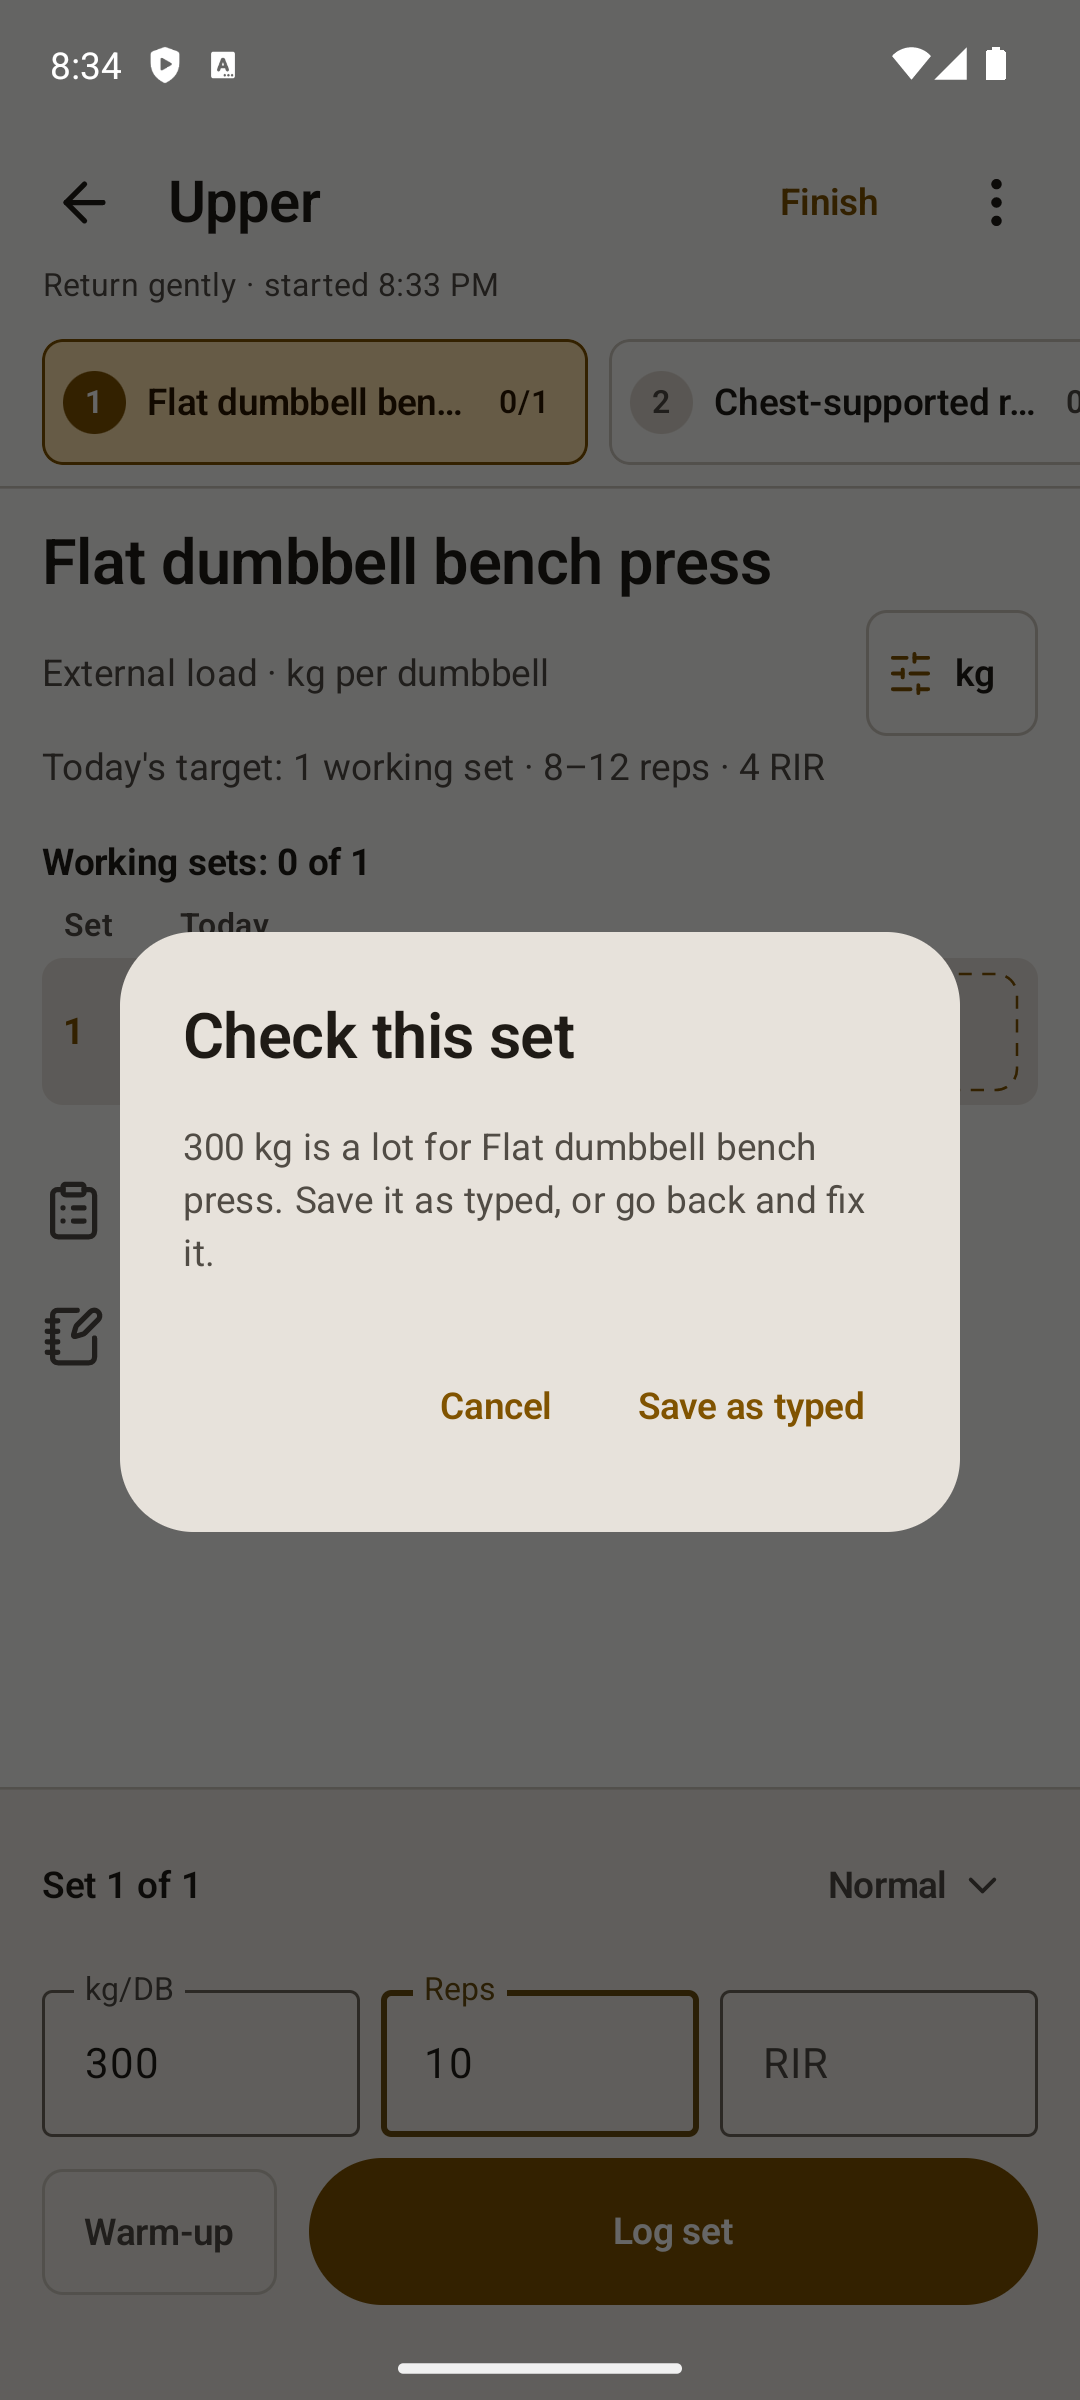 8:34
Upper
Finish
Return gently · started 8:33 PM
1 Flat dumbbell ben... 0/1
2 Chest-supported r... 0
Flat dumbbell bench press
External load · kg per dumbbell
kg
Today's target: 1 working set · 8–12 reps · 4 RIR
Working sets: 0 of 1
Set Today
1
Check this set
300 kg is a lot for Flat dumbbell bench
press. Save it as typed, or go back and fix
it.
Cancel
Save as typed
Set 1 of 1
Normal
kg/DB
300
Reps
10
RIR
Warm-up
Log set